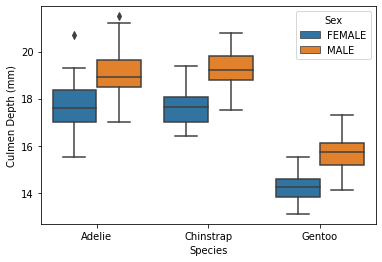 Sex
FEMALE
MALE
20
18
16
14
Culmen Depth (mm)
Adelie
Chinstrap
Gentoo
Species